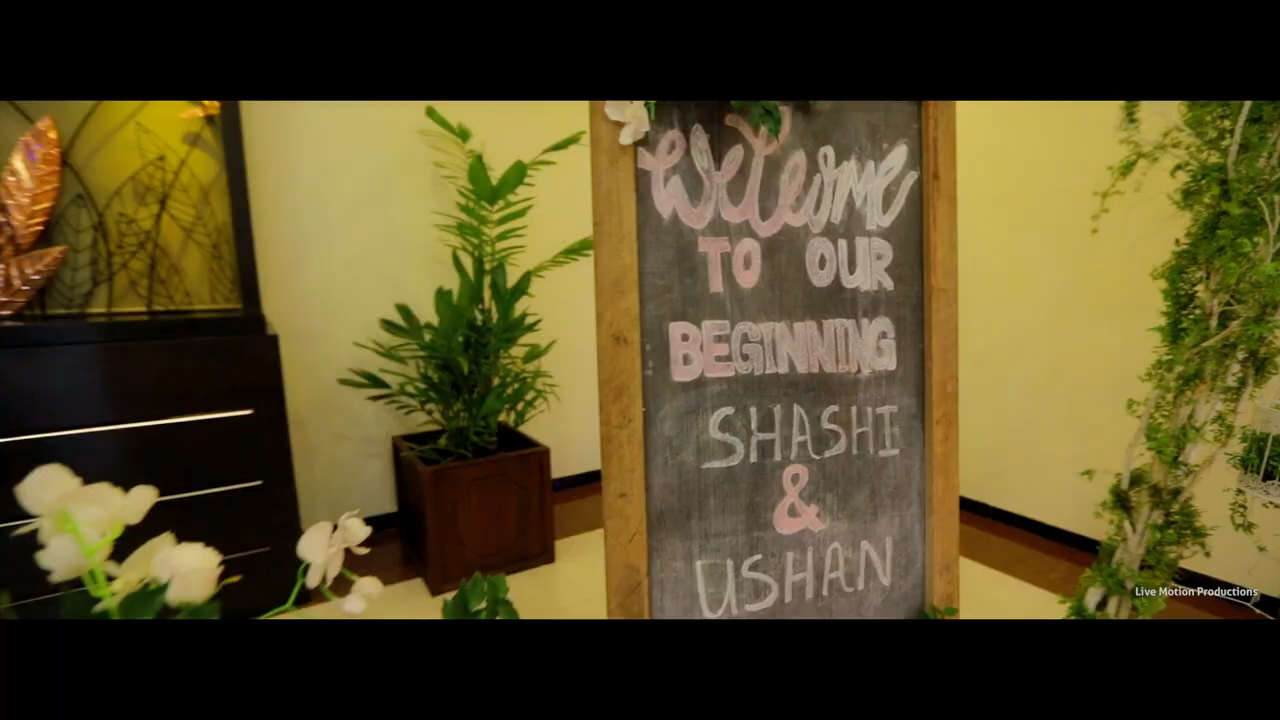 Welcome
TO OUR
BEGINNING
SHASHI
&
USHAN
Live Motion Productions